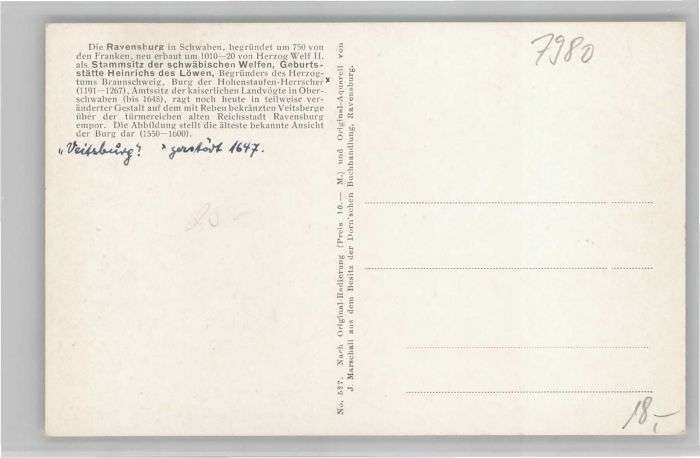 Die Ravensburg in Schwaben, begründet um 750 von
den Franken, neu erbaut um 1010—20 von Herzog Welf II.
als Stammsitz der schwäbischen Welfen, Geburts-
stätte Heinrichs des Löwen, Begründers des Herzog-
tums Braunschweig, Burg der Hohenstaufen-Herrscher x
(1191—1267), Amtssitz der kaiserlichen Landvögte in Ober-
schwaben (bis 1648), ragt noch heute in teilweise ver-
änderter Gestalt auf dem mit Reben bekränzten Veitsberge
über der türmereichen alten Reichsstadt Ravensburg
empor. Die Abbildung stellt die älteste bekannte Ansicht
der Burg dar (1550—1600).
„Veitsburg“! x zerstört 1647.
No. 537. Nach Original-Radierung (Preis 10.— M.) und Original-Aquarell von
J. Marschall aus dem Besitz der Dorn'schen Buchhandlung, Ravensburg.
7980
18,-